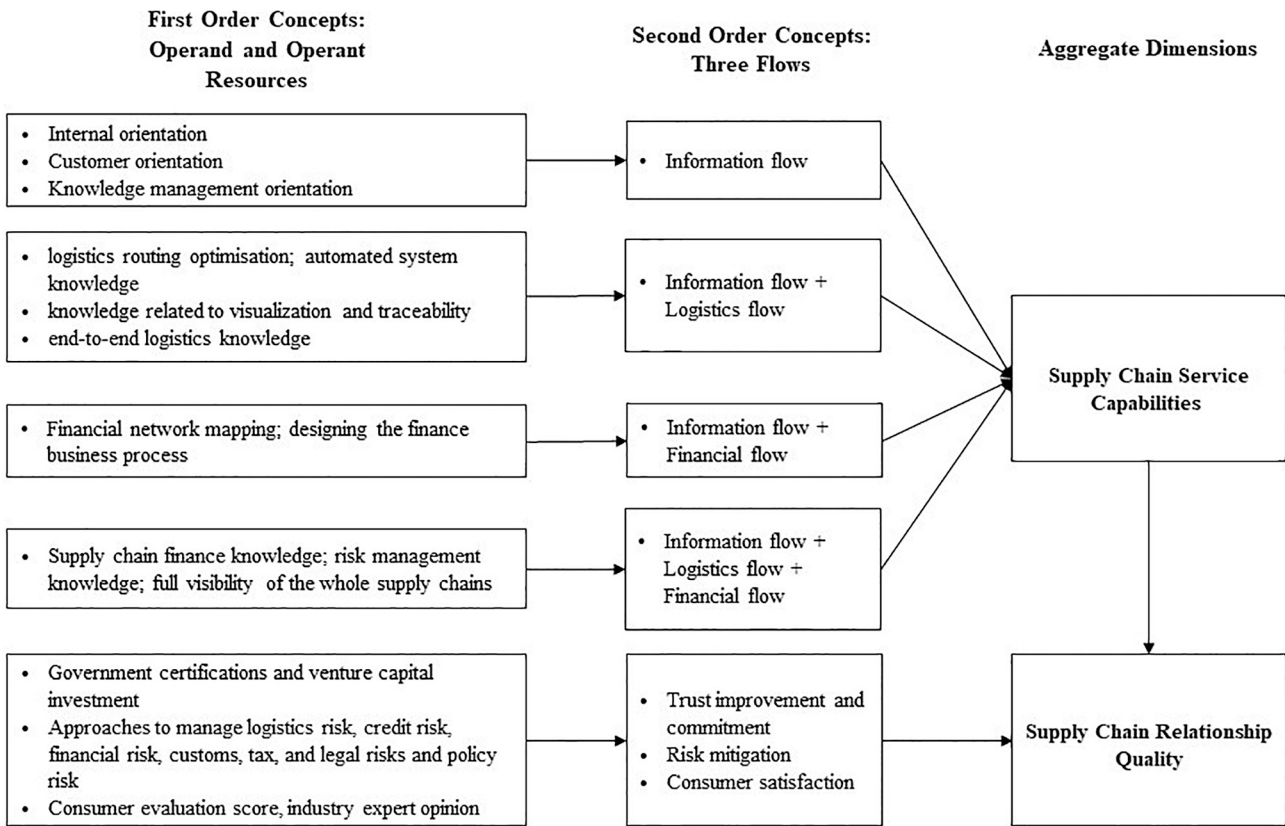 First Order Concepts:
Operand and Operant
Resources
Second Order Concepts:
Three Flows
Aggregate Dimensions
• Internal orientation
• Customer orientation
• Knowledge management orientation
• Information flow
• logistics routing optimisation; automated system
knowledge
• knowledge related to visualization and traceability
• end-to-end logistics knowledge
• Information flow +
Logistics flow
• Financial network mapping; designing the finance
business process
• Information flow +
Financial flow
• Supply chain finance knowledge; risk management
knowledge; full visibility of the whole supply chains
• Information flow +
Logistics flow +
Financial flow
Supply Chain Service
Capabilities
• Government certifications and venture capital
investment
• Approaches to manage logistics risk, credit risk,
financial risk, customs, tax, and legal risks and policy
risk
• Consumer evaluation score, industry expert opinion
• Trust improvement and
commitment
• Risk mitigation
• Consumer satisfaction
Supply Chain Relationship
Quality